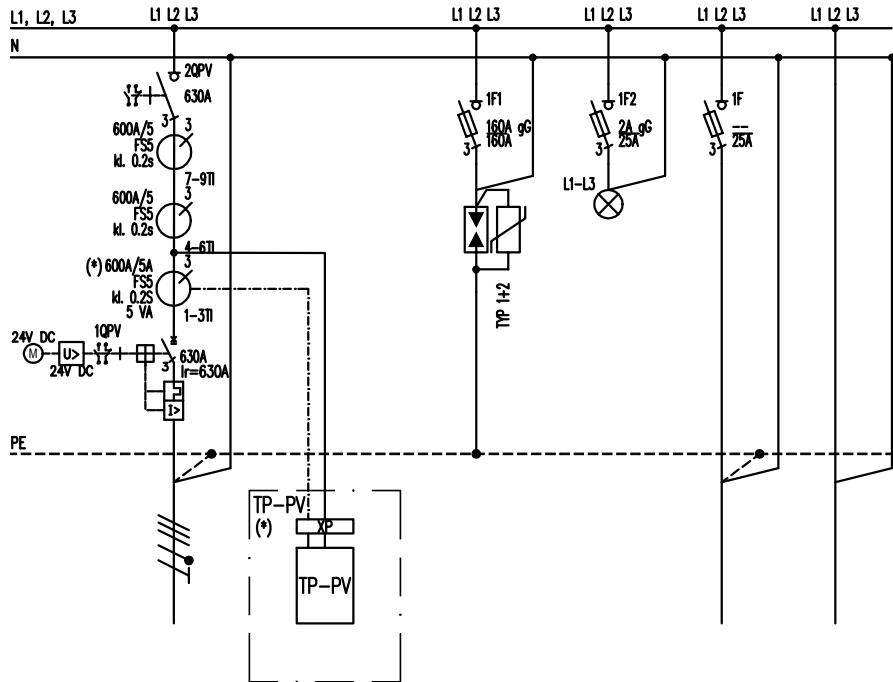 L1, L2, L3
L1 L2 L3
L1 L2 L3
L1 L2 L3
L1 L2 L3
L1 L2 L3
N
2QPV
630A
3
600A/5
FS5
kl. 0.2s
3
7-9TI
600A/5
FS5
kl. 0.2s
3
4-6TI
(*) 600A/5A
FS5
kl. 0.2S
5 VA
3
1-3TI
24V DC
M
U>
24V DC
1QPV
3
630A
Ir=630A
I>
1F1
160A gG
160A
3
TYP 1+2
1F2
2A gG
25A
3
L1-L3
1F
--
25A
3
PE
TP-PV
(*)
XP
TP-PV